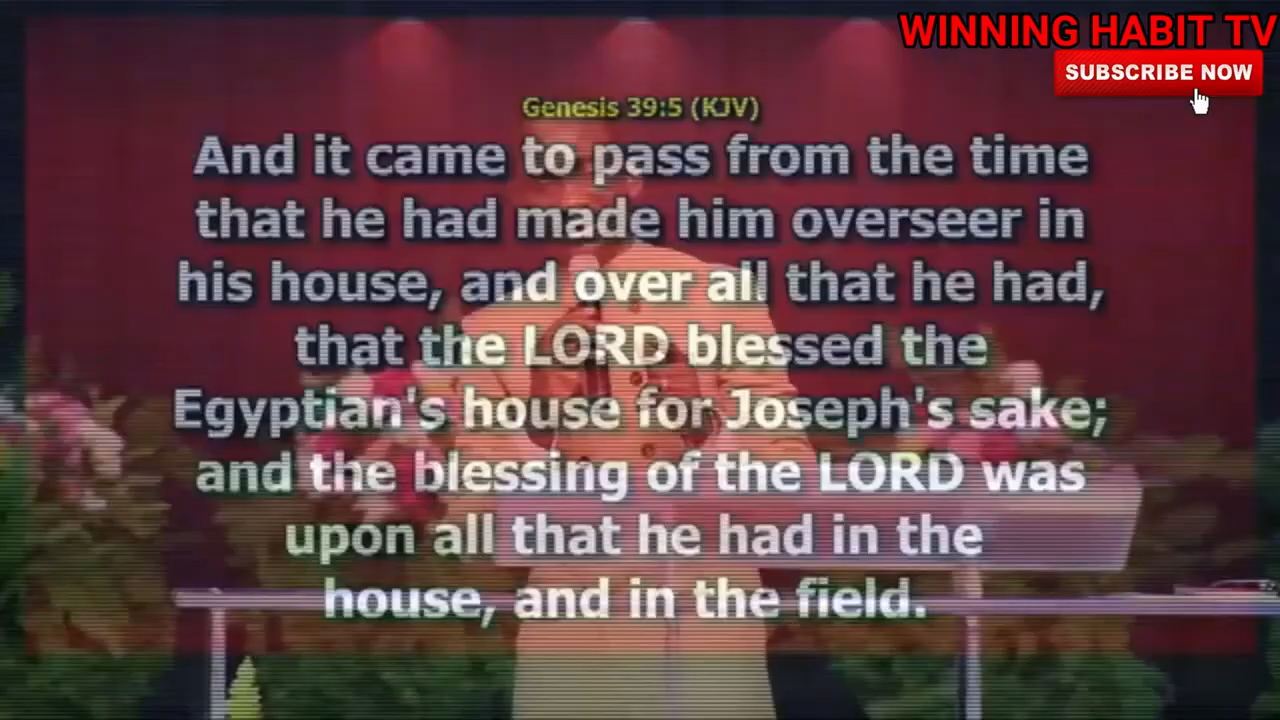 WINNING HABIT TV
SUBSCRIBE NOW
Genesis 39:5 (KJV)
And it came to pass from the time
that he had made him overseer in
his house, and over all that he had,
that the LORD blessed the
Egyptian's house for Joseph's sake;
and the blessing of the LORD was
upon all that he had in the
house, and in the field.